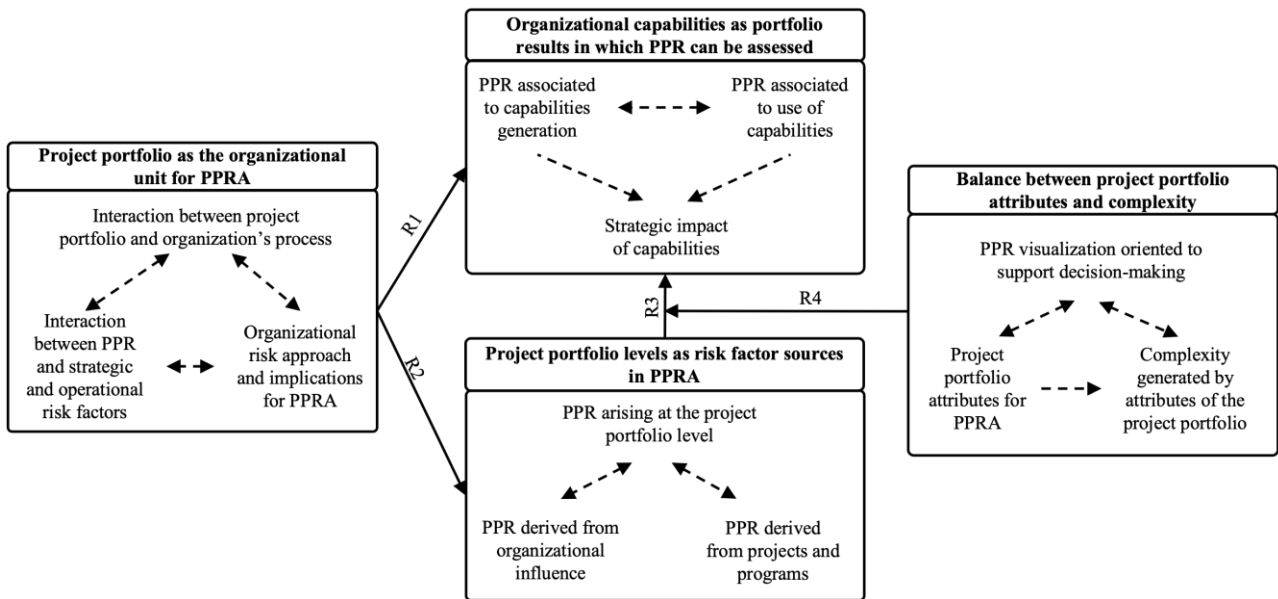 Organizational capabilities as portfolio
results in which PPR can be assessed
PPR associated
to capabilities
generation
PPR associated
to use of
capabilities
Strategic impact
of capabilities
Project portfolio as the organizational
unit for PPRA
Interaction between project
portfolio and organization’s process
Interaction
between PPR
and strategic
and operational
risk factors
Organizational
risk approach
and implications
for PPRA
R1
R2
R3
R4
Project portfolio levels as risk factor sources
in PPRA
PPR arising at the project
portfolio level
PPR derived from
organizational
influence
PPR derived
from projects and
programs
Balance between project portfolio
attributes and complexity
PPR visualization oriented to
support decision-making
Project
portfolio
attributes for
PPRA
Complexity
generated by
attributes of the
project portfolio